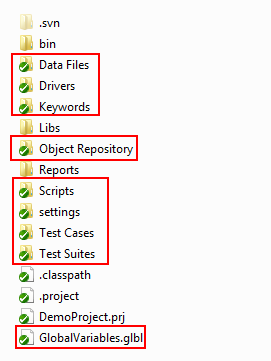 .svn
bin
Data Files
Drivers
Keywords
Libs
Object Repository
Reports
Scripts
settings
Test Cases
Test Suites
.classpath
.project
DemoProject.prj
GlobalVariables.glbl